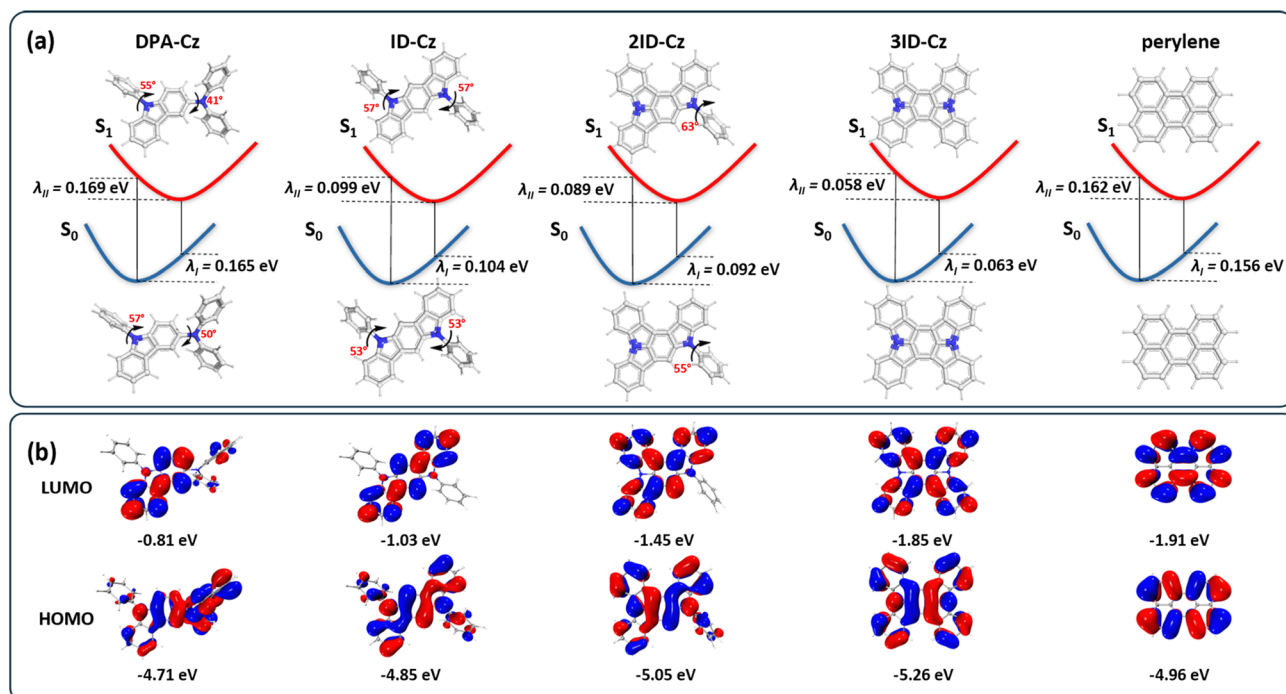 (a)
DPA-Cz ID-Cz 2ID-Cz 3ID-Cz perylene
55° 41° 57° 57° 63°
S1 S1 S1 S1 S1
λII = 0.169 eV λII = 0.099 eV λII = 0.089 eV λII = 0.058 eV λII = 0.162 eV
S0 S0 S0 S0 S0
λI = 0.165 eV λI = 0.104 eV λI = 0.092 eV λI = 0.063 eV λI = 0.156 eV
57° 50° 53° 53° 55°
(b)
LUMO
-0.81 eV -1.03 eV -1.45 eV -1.85 eV -1.91 eV
HOMO
-4.71 eV -4.85 eV -5.05 eV -5.26 eV -4.96 eV